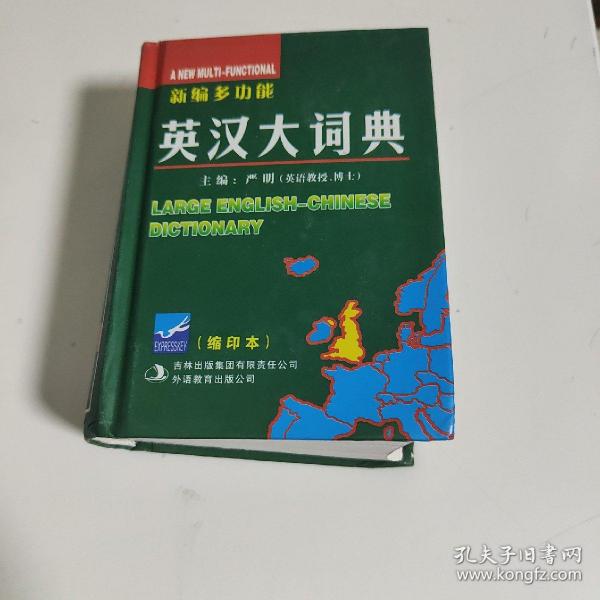 A NEW MULTI-FUNCTIONAL
新编多功能
英汉大词典
主编：严明（英语教授、博士）
LARGE ENGLISH-CHINESE
DICTIONARY
EXPRESSKEY
（缩印本）
吉林出版集团有限责任公司
外语教育出版公司
孔夫子旧书网
www.kongfz.com